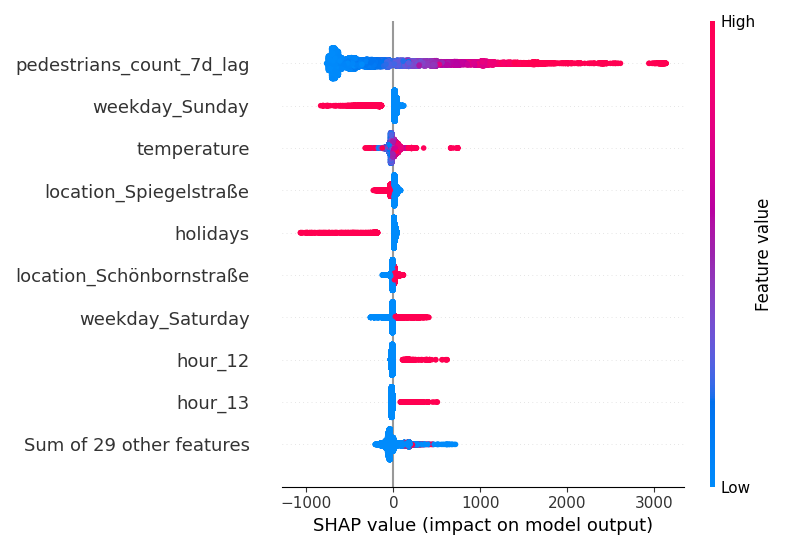 High
pedestrians_count_7d_lag
weekday_Sunday
temperature
location_Spiegelstraße
holidays
location_Schönbornstraße
weekday_Saturday
hour_12
hour_13
Sum of 29 other features
Feature value
Low
−1000 0 1000 2000 3000
SHAP value (impact on model output)